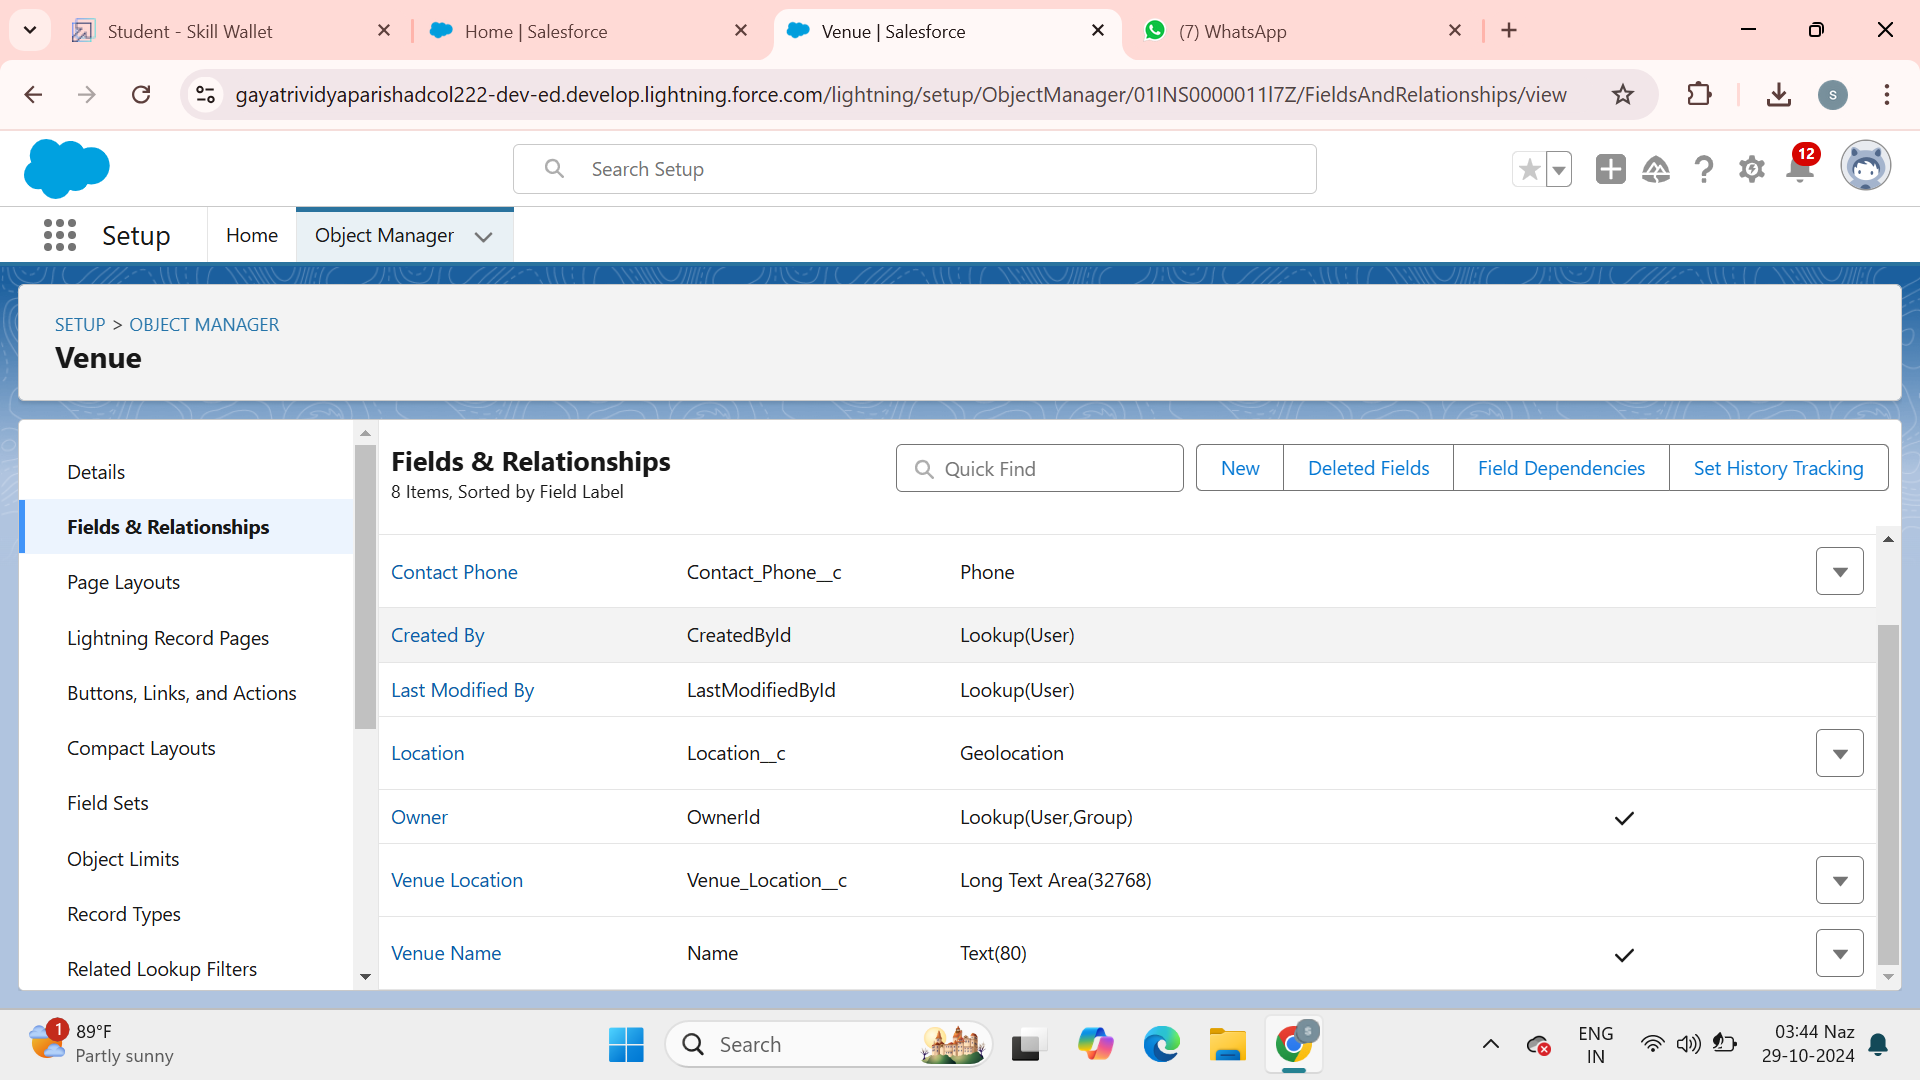 Student - Skill Wallet
Home | Salesforce
Venue | Salesforce
(7) WhatsApp
gayatrividyaparishadcol222-dev-ed.develop.lightning.force.com/lightning/setup/ObjectManager/01INS0000011l7Z/FieldsAndRelationships/view
s
Search Setup
12
Setup
Home
Object Manager
SETUP > OBJECT MANAGER
Venue
Details
Fields & Relationships
Page Layouts
Lightning Record Pages
Buttons, Links, and Actions
Compact Layouts
Field Sets
Object Limits
Record Types
Related Lookup Filters
Fields & Relationships
8 Items, Sorted by Field Label
Quick Find
New
Deleted Fields
Field Dependencies
Set History Tracking
Contact Phone Contact_Phone__c Phone
Created By CreatedById Lookup(User)
Last Modified By LastModifiedById Lookup(User)
Location Location__c Geolocation
Owner OwnerId Lookup(User,Group)
Venue Location Venue_Location__c Long Text Area(32768)
Venue Name Name Text(80)
1
89°F
Partly sunny
Search
s
ENG
IN
03:44 Naz
29-10-2024